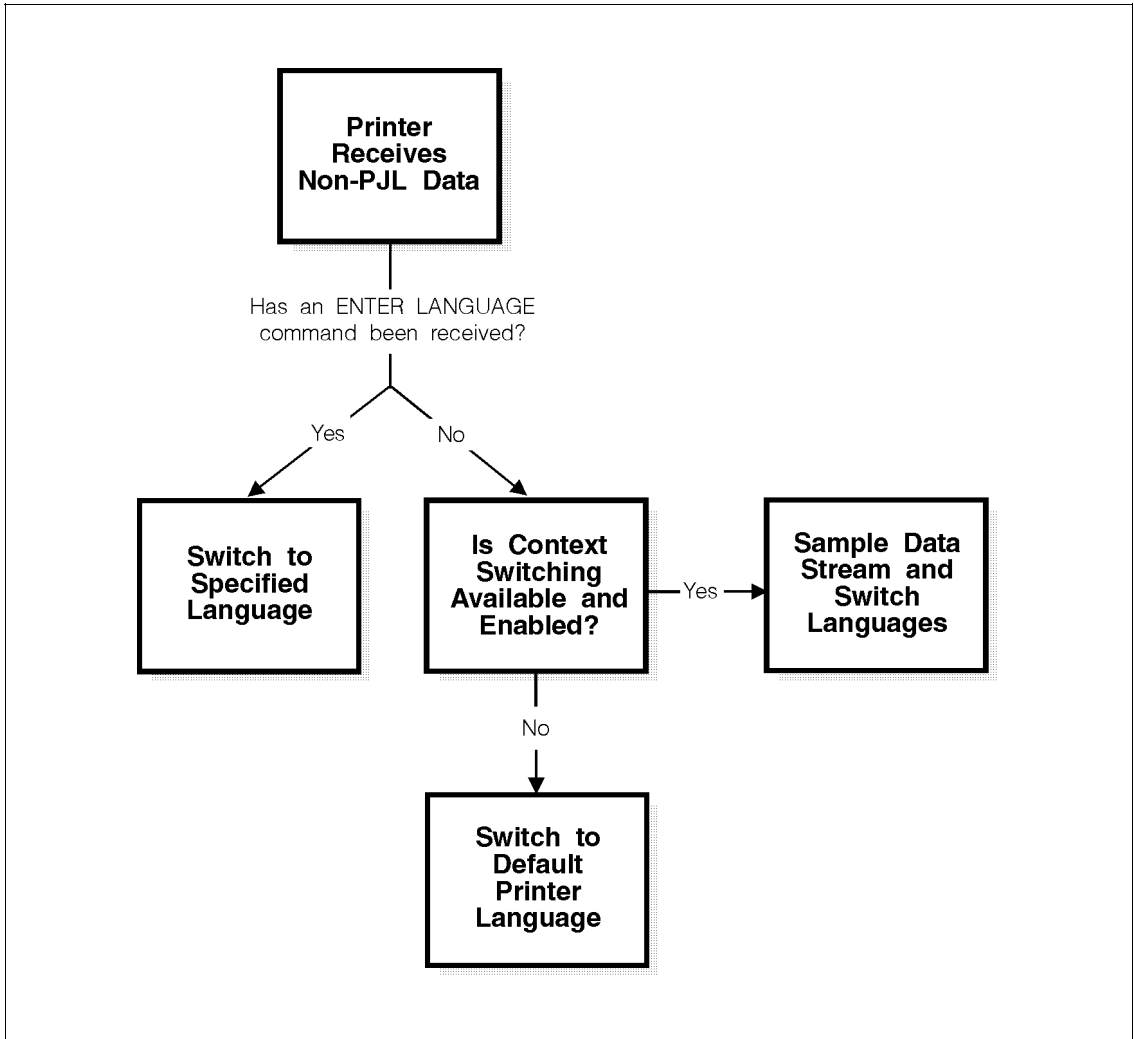 Printer
Receives
Non-PJL Data
Has an ENTER LANGUAGE
command been received?
Yes
No
Switch to
Specified
Language
Is Context
Switching
Available and
Enabled?
Yes
Sample Data
Stream and
Switch
Languages
No
Switch to
Default
Printer
Language